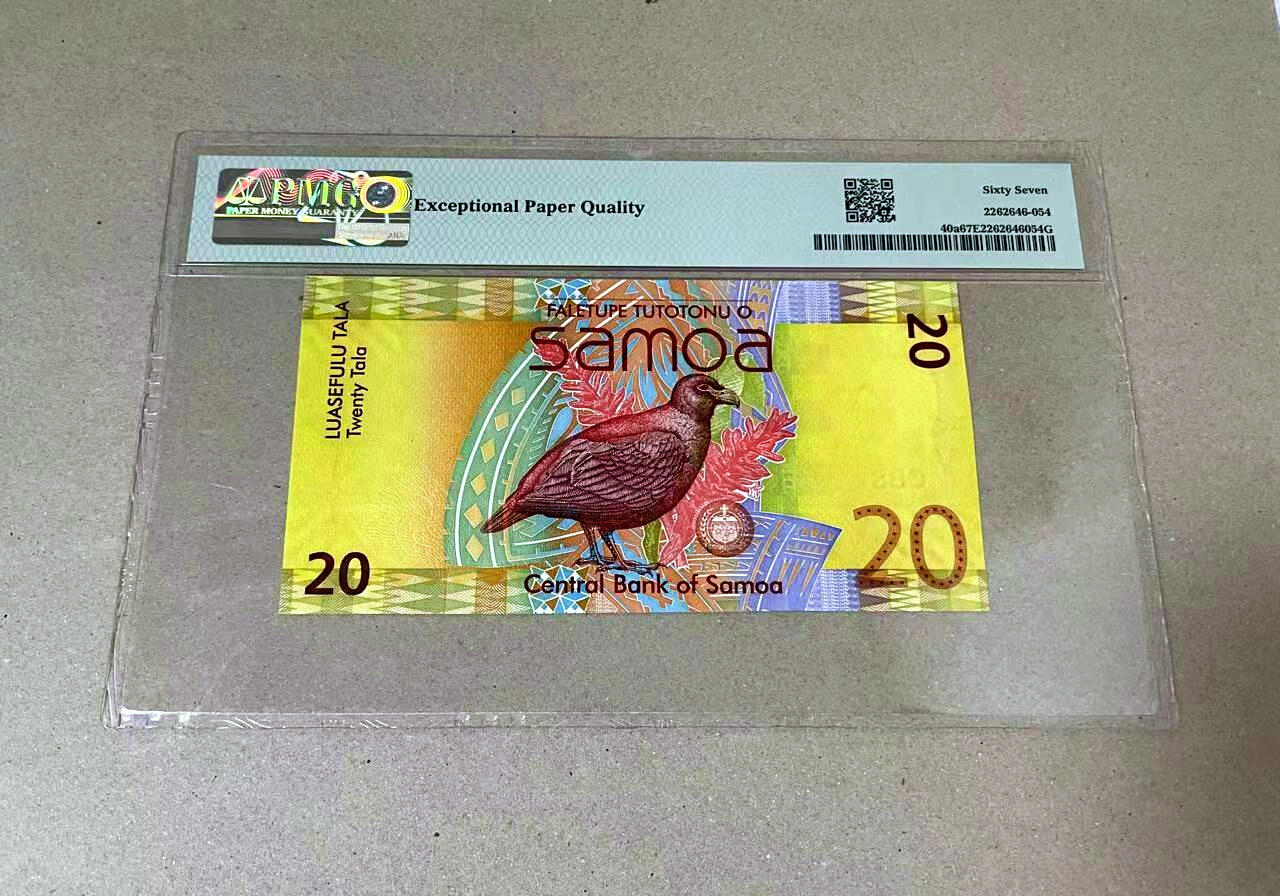 PMG
PAPER MONEY GUARANTY
Exceptional Paper Quality
Sixty Seven
2262646-054
40a67E2262646054G
LUASEFULU TALA
Twenty Tala
FALETUPE TUTOTONU O
samoa
20
20
20
Central Bank of Samoa